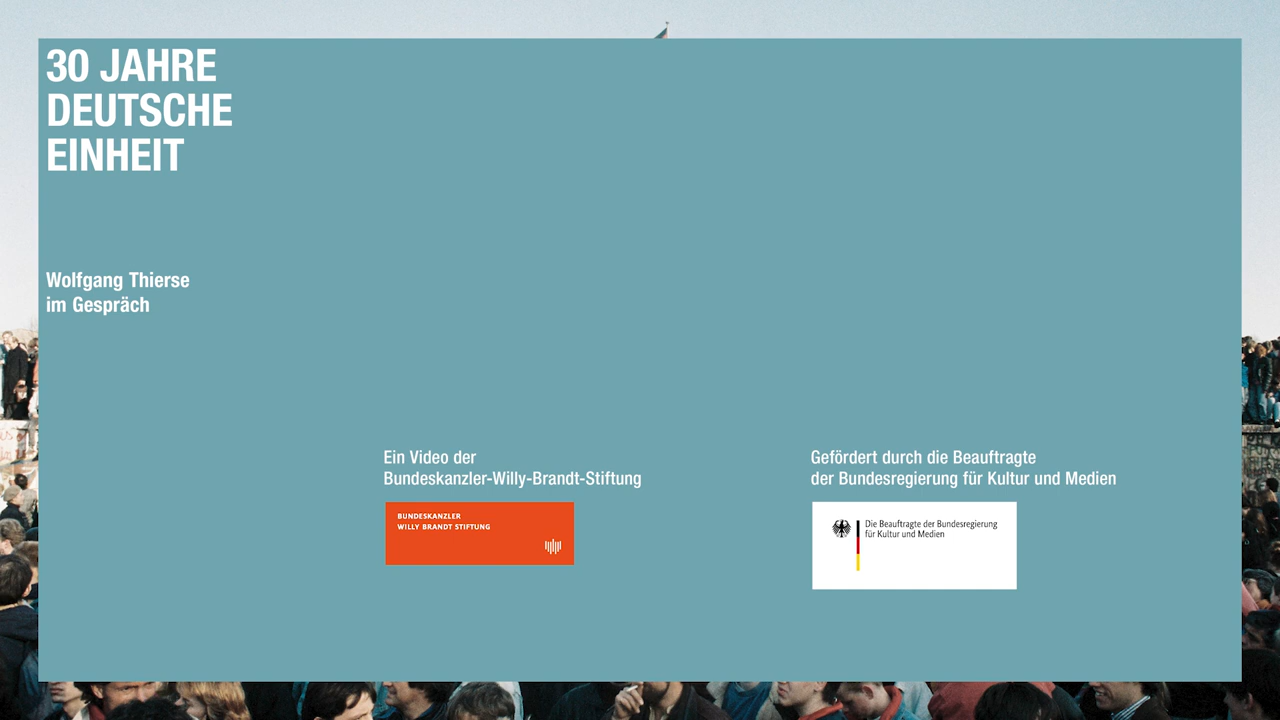 30 JAHRE
DEUTSCHE
EINHEIT
Wolfgang Thierse
im Gespräch
Ein Video der
Bundeskanzler-Willy-Brandt-Stiftung
BUNDESKANZLER
WILLY BRANDT STIFTUNG
Gefördert durch die Beauftragte
der Bundesregierung für Kultur und Medien
Die Beauftragte der Bundesregierung
für Kultur und Medien